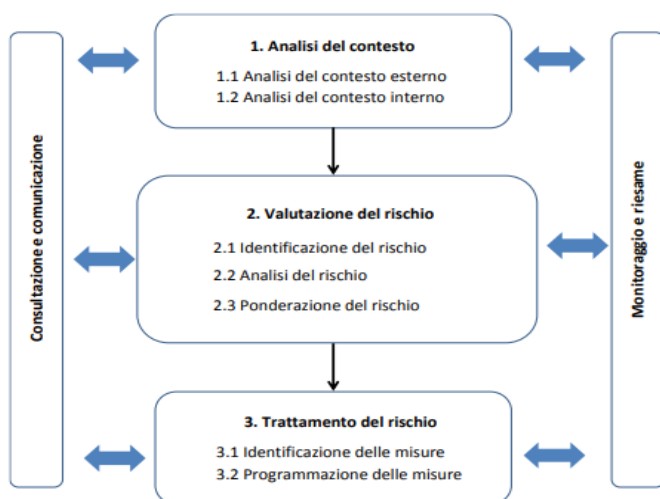 Consultazione e comunicazione
1. Analisi del contesto
1.1 Analisi del contesto esterno
1.2 Analisi del contesto interno
2. Valutazione del rischio
2.1 Identificazione del rischio
2.2 Analisi del rischio
2.3 Ponderazione del rischio
3. Trattamento del rischio
3.1 Identificazione delle misure
3.2 Programmazione delle misure
Monitoraggio e riesame